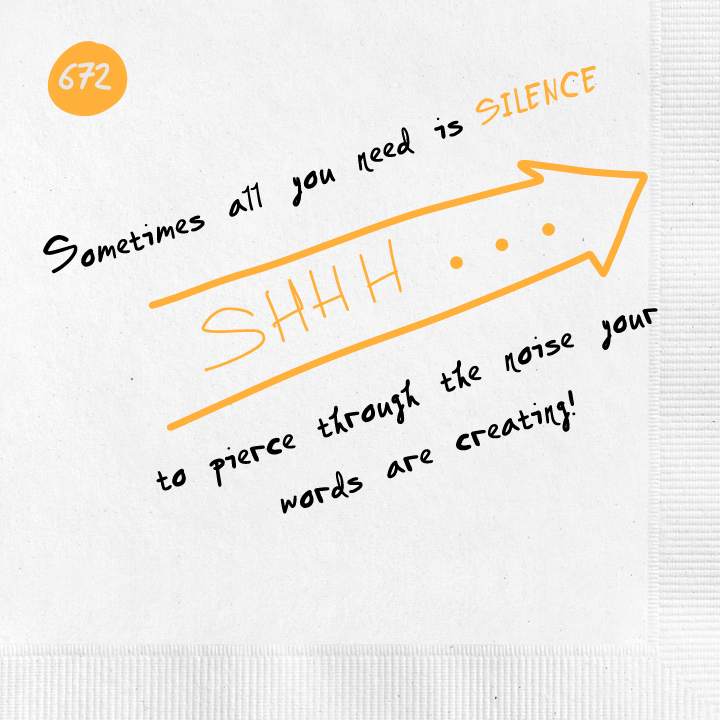 672
Sometimes all you need is SILENCE
SHHH...
to pierce through the noise your
words are creating!